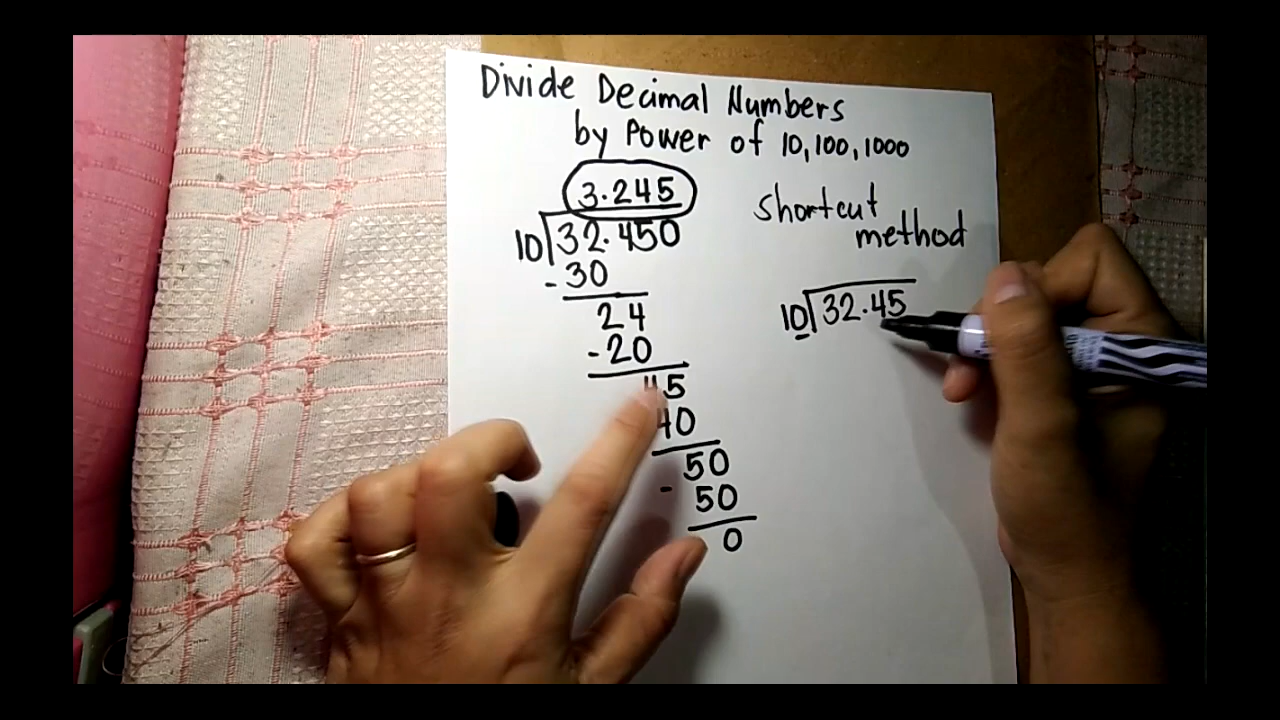 Divide Decimal Numbers
by Power of 10,100,1000
3.245
10 32.450
-30
24
-20
45
40
50
- 50
0
Shortcut
method
10 32.45